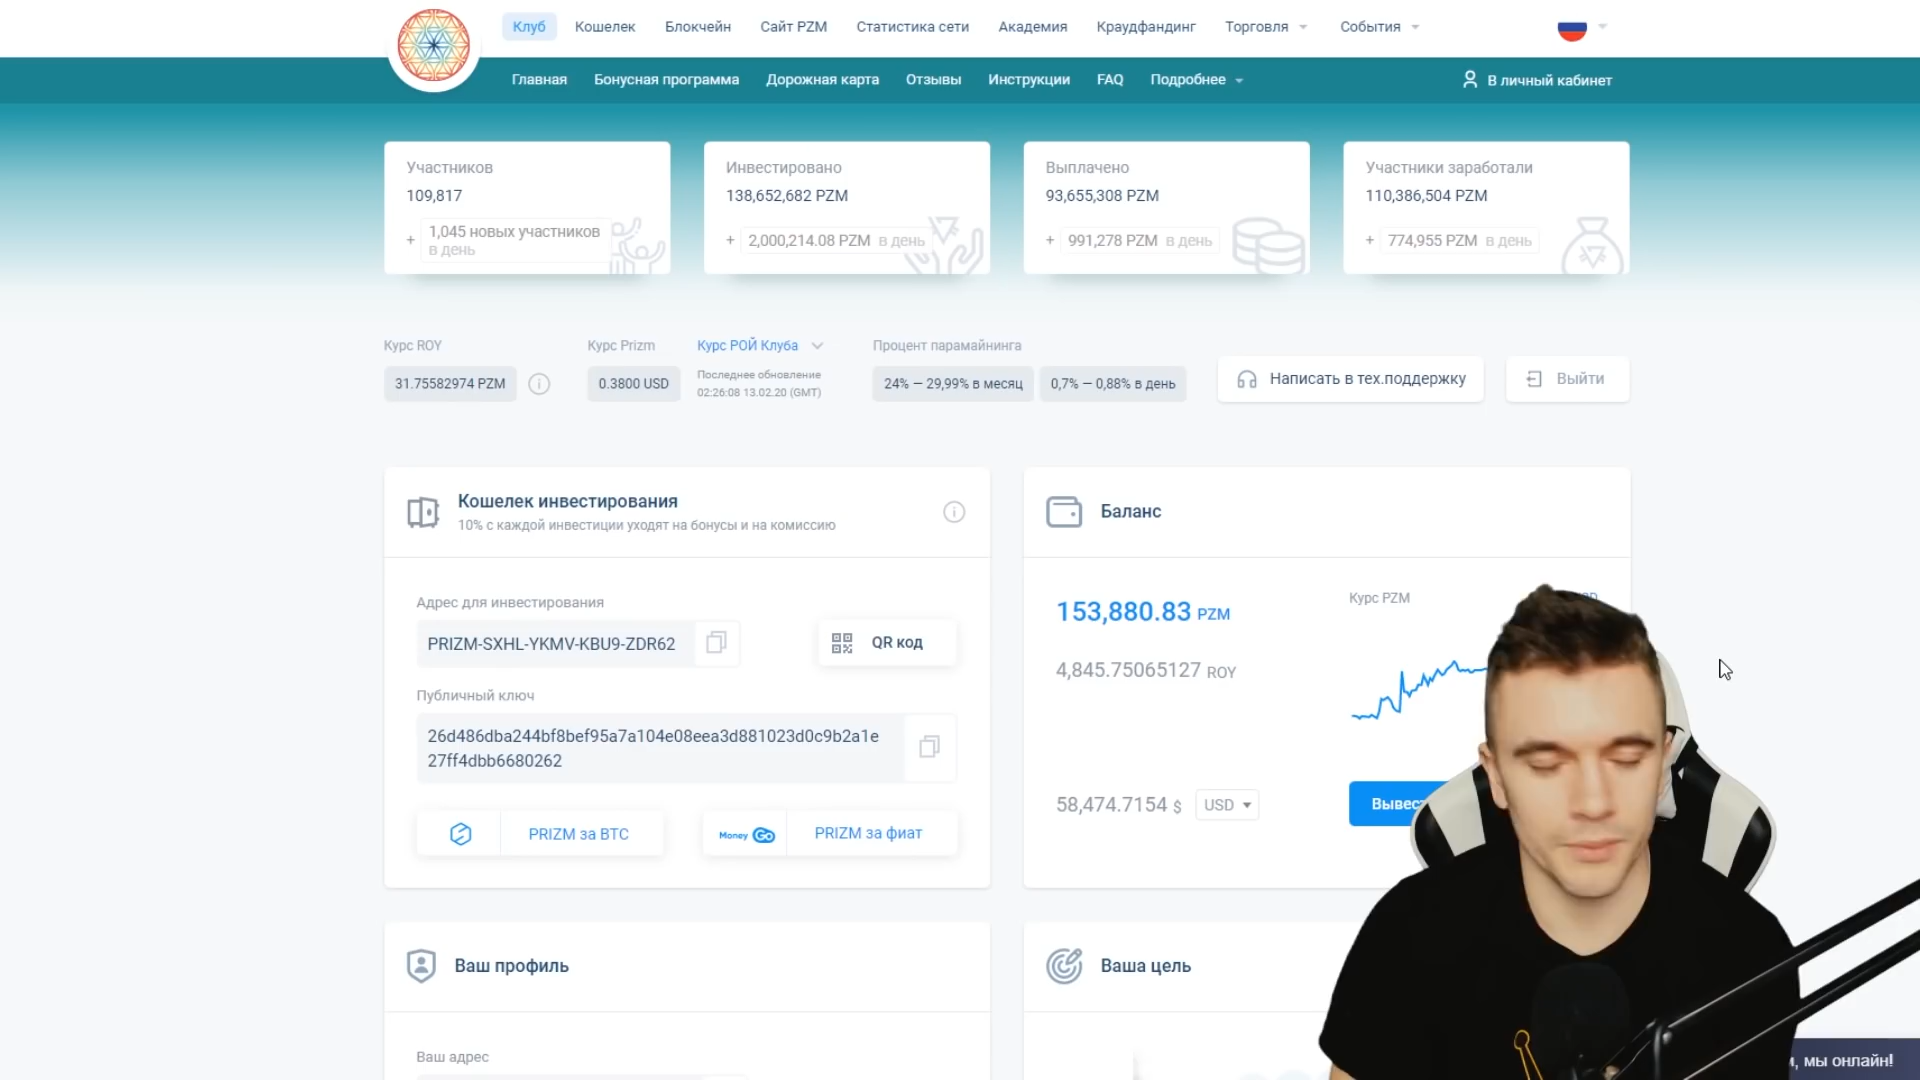 Клуб Кошелек Блокчейн Сайт PZM Статистика сети Академия Краудфандинг Торговля События
Главная Бонусная программа Дорожная карта Отзывы Инструкции FAQ Подробнее В личный кабинет
Участников
109,817
+ 1,045 новых участников
в день
Инвестировано
138,652,682 PZM
+ 2,000,214.08 PZM в день
Выплачено
93,655,308 PZM
+ 991,278 PZM в день
Участники заработали
110,386,504 PZM
+ 774,955 PZM в день
Курс ROY
31.75582974 PZM
Курс Prizm
0.3800 USD
Курс РОЙ Клуба
Последнее обновление
02:26:08 13.02.20 (GMT)
Процент парамайнинга
24% — 29,99% в месяц 0,7% — 0,88% в день
Написать в тех.поддержку
Выйти
Кошелек инвестирования
10% с каждой инвестиции уходят на бонусы и на комиссию
Адрес для инвестирования
PRIZM-SXHL-YKMV-KBU9-ZDR62
QR код
Публичный ключ
26d486dba244bf8bef95a7a104e08eea3d881023d0c9b2a1e
27ff4dbb6680262
PRIZM за BTC
Money Go PRIZM за фиат
Баланс
153,880.83 PZM
4,845.75065127 ROY
58,474.7154 $ USD
Курс PZM
Вывес
Ваш профиль
Ваш адрес
Ваша цель
, мы онлайн!